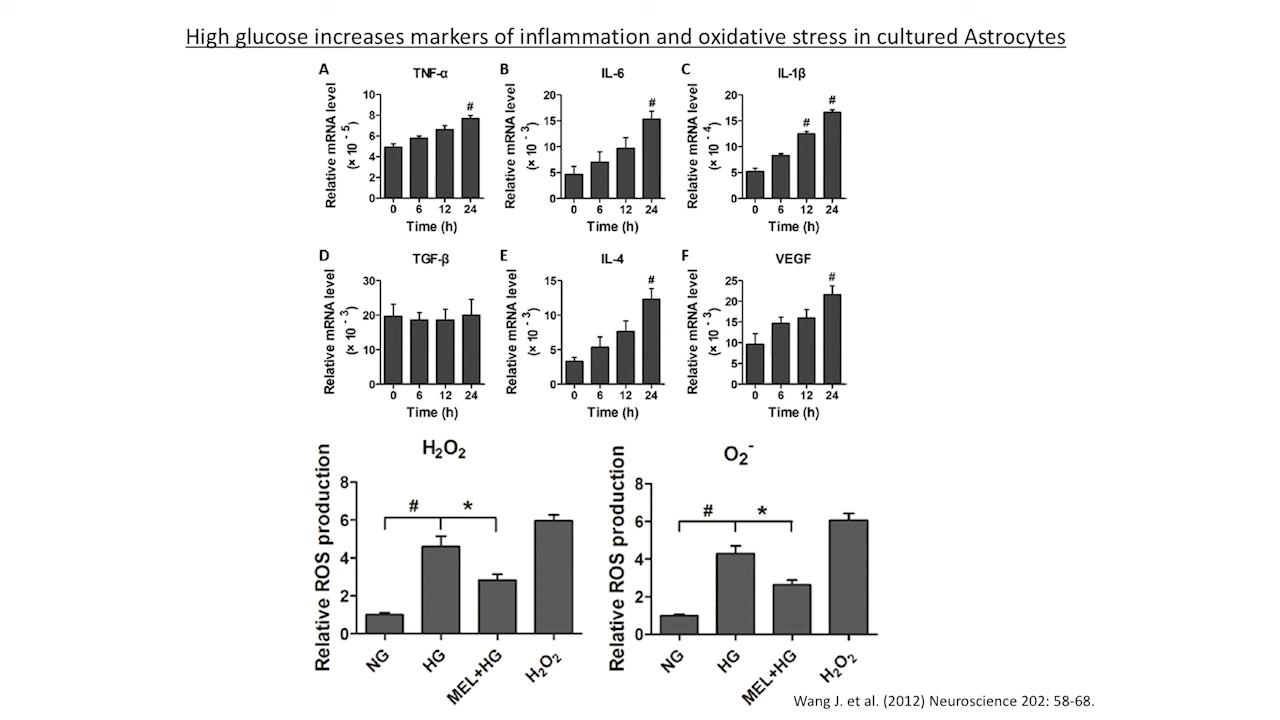 High glucose increases markers of inflammation and oxidative stress in cultured Astrocytes
A
TNF-α
Relative mRNA level
(× 10 - 5)
10
8
6
4
2
0
#
0 6 12 24
Time (h)
B
IL-6
Relative mRNA level
(× 10 - 3)
20
15
10
5
0
#
0 6 12 24
Time (h)
C
IL-1β
Relative mRNA level
(× 10 - 4)
20
15
10
5
0
#
#
0 6 12 24
Time (h)
D
TGF-β
Relative mRNA level
(× 10 - 3)
30
20
10
0
0 6 12 24
Time (h)
E
IL-4
Relative mRNA level
(× 10 - 3)
15
10
5
0
#
0 6 12 24
Time (h)
F
VEGF
Relative mRNA level
(× 10 - 3)
25
20
15
10
5
0
#
0 6 12 24
Time (h)
H₂O₂
Relative ROS production
8
6
4
2
0
# *
NG HG MEL+HG H₂O₂
O₂⁻
Relative ROS production
8
6
4
2
0
# *
NG HG MEL+HG H₂O₂
Wang J. et al. (2012) Neuroscience 202: 58-68.